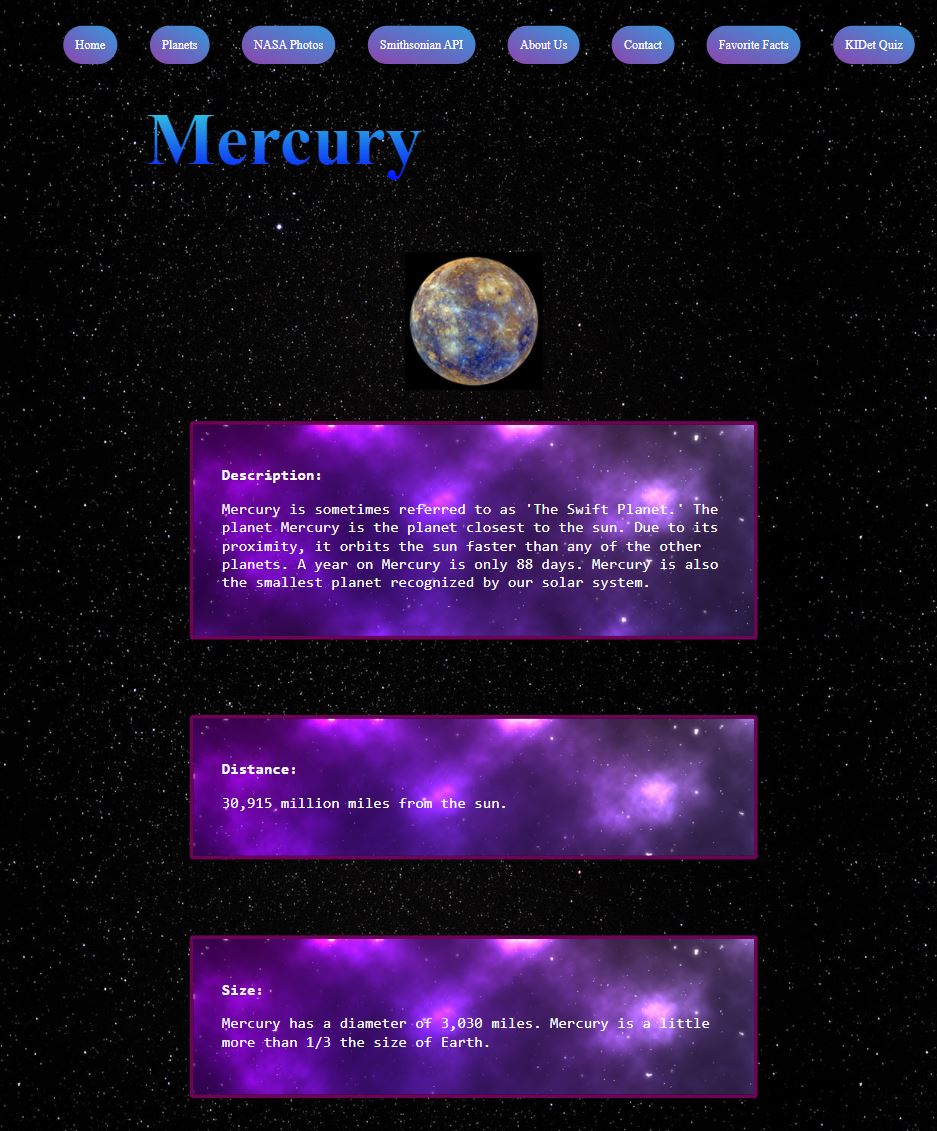 Home Planets NASA Photos Smithsonian API About Us Contact Favorite Facts KIDet Quiz
Mercury
Description:
Mercury is sometimes referred to as 'The Swift Planet.' The
planet Mercury is the planet closest to the sun. Due to its
proximity, it orbits the sun faster than any of the other
planets. A year on Mercury is only 88 days. Mercury is also
the smallest planet recognized by our solar system.
Distance:
30,915 million miles from the sun.
Size:
Mercury has a diameter of 3,030 miles. Mercury is a little
more than 1/3 the size of Earth.